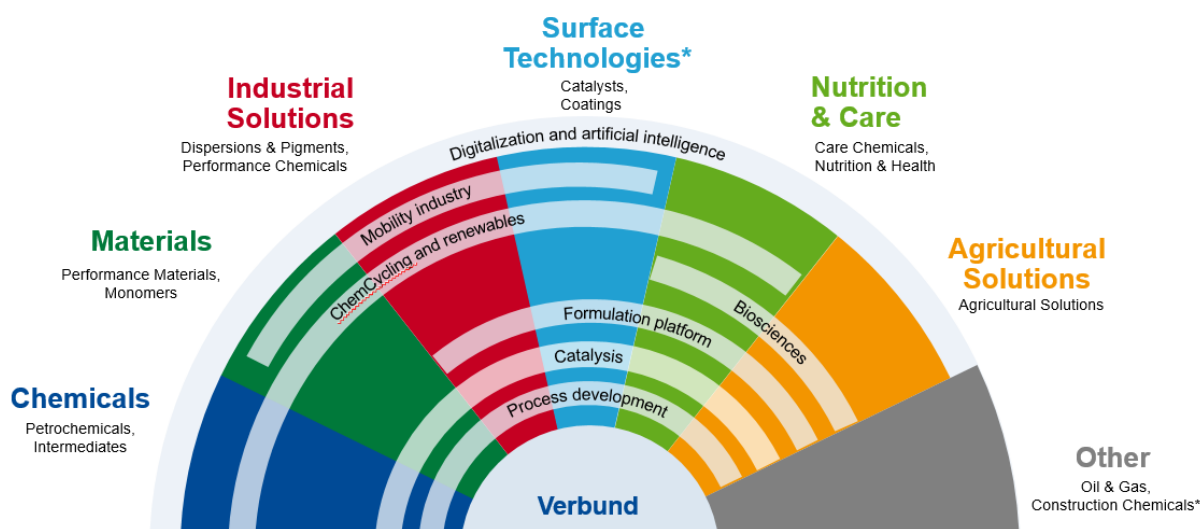 Surface
Technologies*
Catalysts,
Coatings
Industrial
Solutions
Dispersions & Pigments,
Performance Chemicals
Nutrition
& Care
Care Chemicals,
Nutrition & Health
Materials
Performance Materials,
Monomers
Agricultural
Solutions
Agricultural Solutions
Chemicals
Petrochemicals,
Intermediates
Other
Oil & Gas,
Construction Chemicals*
Digitalization and artificial intelligence
Mobility industry
ChemCycling and renewables
Biosciences
Formulation platform
Catalysis
Process development
Verbund